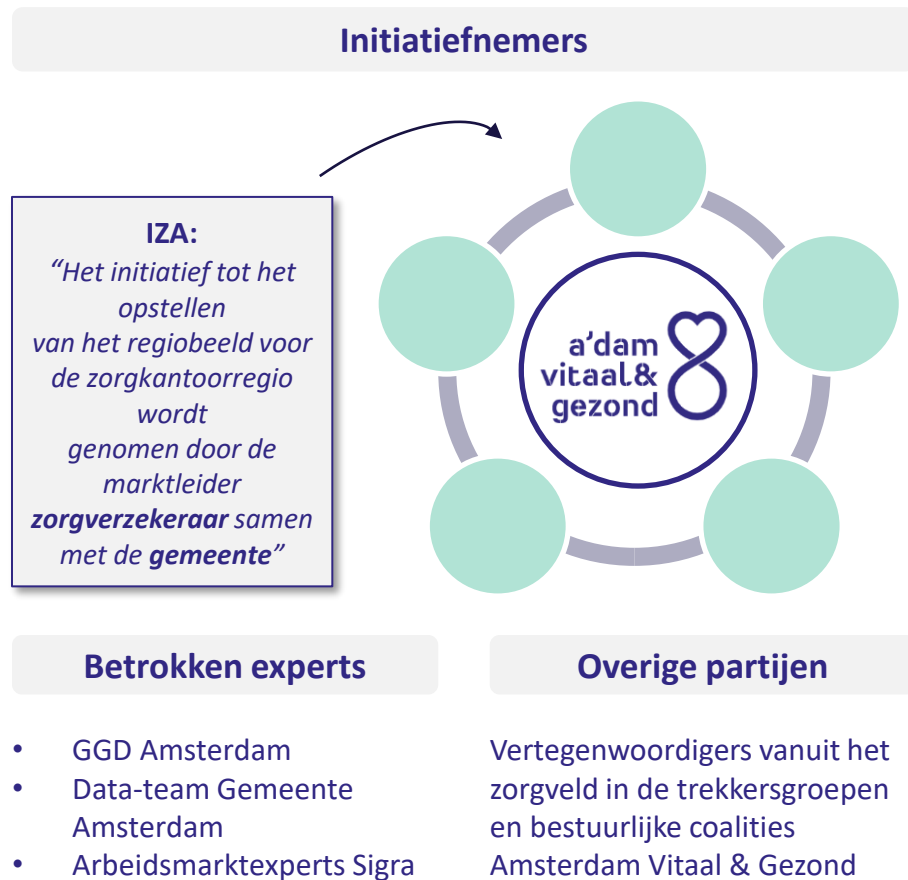 Initiatiefnemers
IZA:
“Het initiatief tot het
opstellen
van het regiobeeld voor
de zorgkantoorregio
wordt
genomen door de
marktleider
zorgverzekeraar samen
met de gemeente”
a'dam
vitaal&
gezond
Betrokken experts
• GGD Amsterdam
• Data-team Gemeente
Amsterdam
• Arbeidsmarktexperts Sigra
Overige partijen
Vertegenwoordigers vanuit het
zorgveld in de trekkersgroepen
en bestuurlijke coalities
Amsterdam Vitaal & Gezond